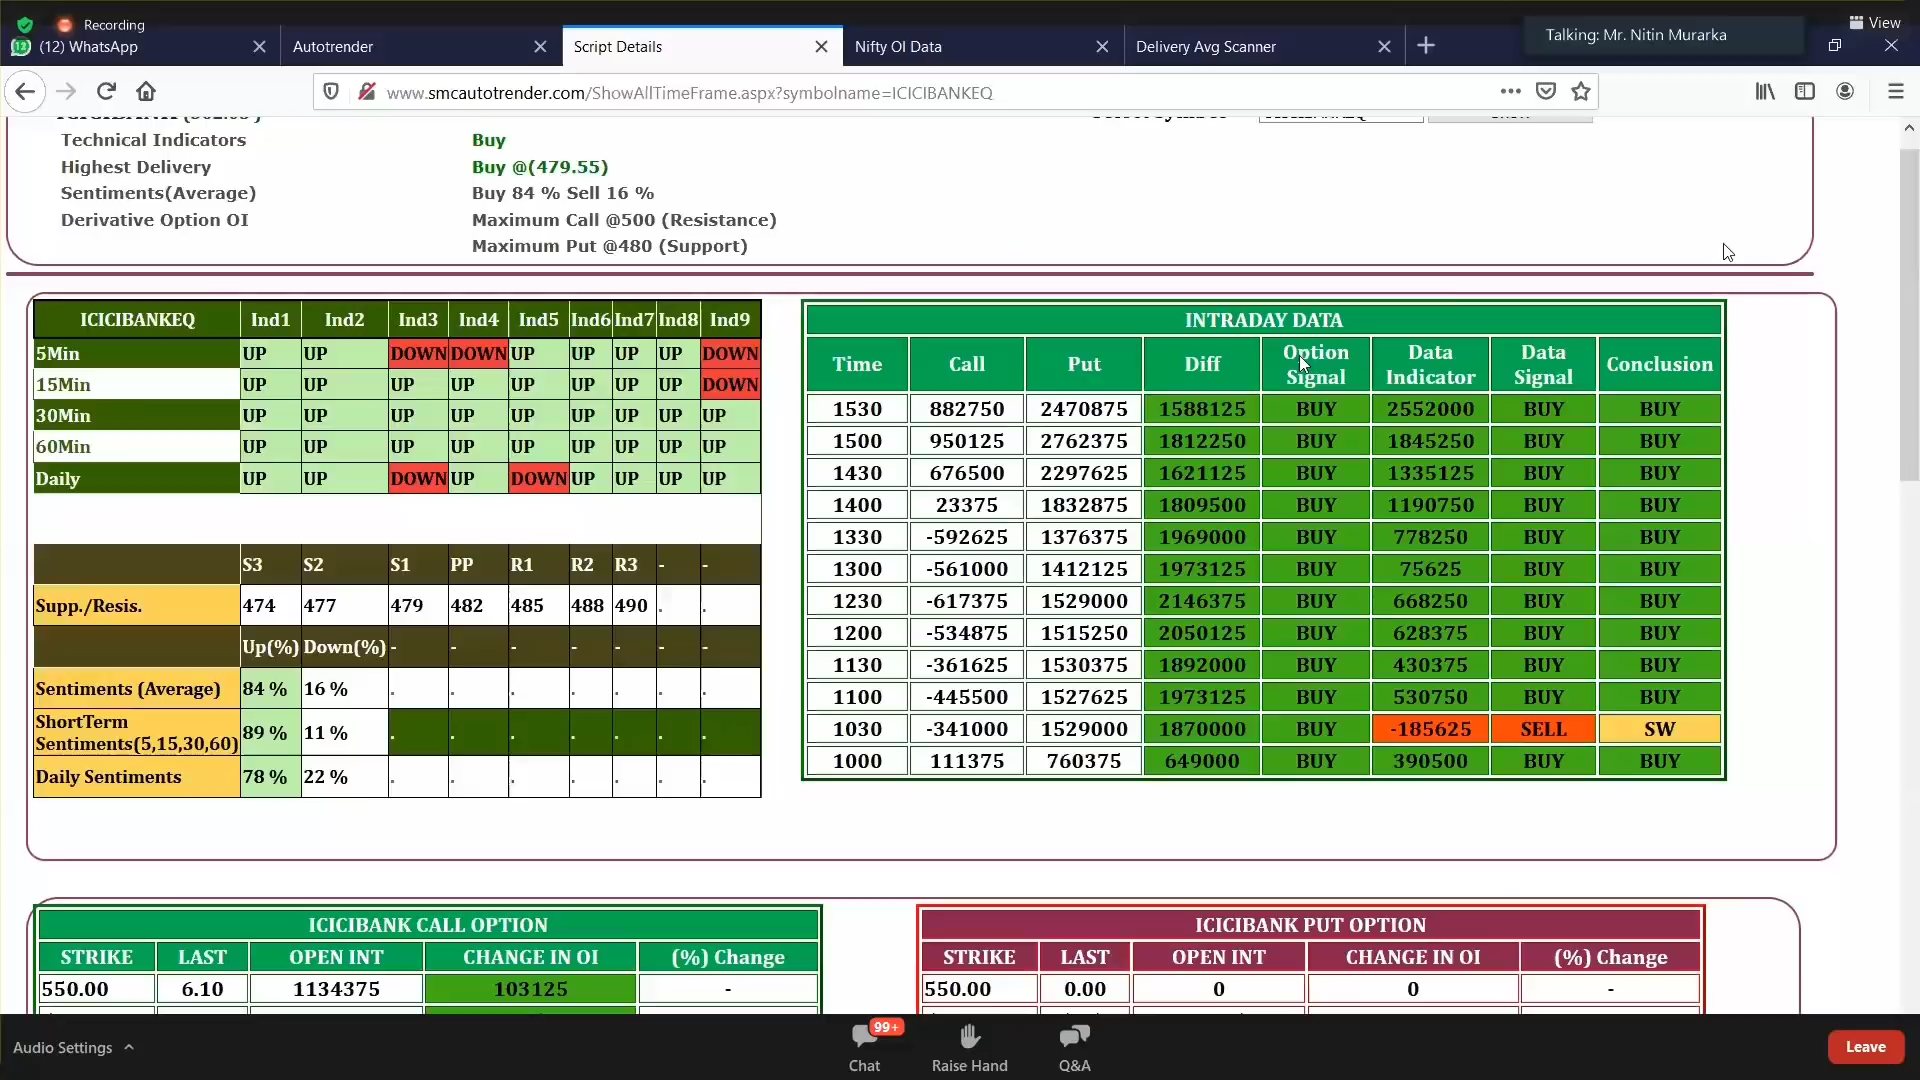 Recording
View
(12) WhatsApp
Autotrender
Script Details
Nifty OI Data
Delivery Avg Scanner
Talking: Mr. Nitin Murarka
www.smcautotrender.com/ShowAllTimeFrame.aspx?symbolname=ICICIBANKEQ
Technical Indicators Buy
Highest Delivery Buy @(479.55)
Sentiments(Average) Buy 84 % Sell 16 %
Derivative Option OI Maximum Call @500 (Resistance)
Maximum Put @480 (Support)
ICICIBANKEQ Ind1 Ind2 Ind3 Ind4 Ind5 Ind6 Ind7 Ind8 Ind9
5Min UP UP DOWN DOWN UP UP UP UP DOWN
15Min UP UP UP UP UP UP UP UP DOWN
30Min UP UP UP UP UP UP UP UP UP
60Min UP UP UP UP UP UP UP UP UP
Daily UP UP DOWN UP DOWN UP UP UP UP
S3 S2 S1 PP R1 R2 R3 - -
Supp./Resis. 474 477 479 482 485 488 490 . .
Up(%) Down(%) - - - - - - -
Sentiments (Average) 84 % 16 % . . . . . . .
ShortTerm
Sentiments(5,15,30,60) 89 % 11 % . . . . . . .
Daily Sentiments 78 % 22 % . . . . . . .
INTRADAY DATA
Time Call Put Diff Option Signal Data Indicator Data Signal Conclusion
1530 882750 2470875 1588125 BUY 2552000 BUY BUY
1500 950125 2762375 1812250 BUY 1845250 BUY BUY
1430 676500 2297625 1621125 BUY 1335125 BUY BUY
1400 23375 1832875 1809500 BUY 1190750 BUY BUY
1330 -592625 1376375 1969000 BUY 778250 BUY BUY
1300 -561000 1412125 1973125 BUY 75625 BUY BUY
1230 -617375 1529000 2146375 BUY 668250 BUY BUY
1200 -534875 1515250 2050125 BUY 628375 BUY BUY
1130 -361625 1530375 1892000 BUY 430375 BUY BUY
1100 -445500 1527625 1973125 BUY 530750 BUY BUY
1030 -341000 1529000 1870000 BUY -185625 SELL SW
1000 111375 760375 649000 BUY 390500 BUY BUY
ICICIBANK CALL OPTION
STRIKE LAST OPEN INT CHANGE IN OI (%) Change
550.00 6.10 1134375 103125 -
ICICIBANK PUT OPTION
STRIKE LAST OPEN INT CHANGE IN OI (%) Change
550.00 0.00 0 0 -
Audio Settings
99+
Chat
Raise Hand
Q&A
Leave